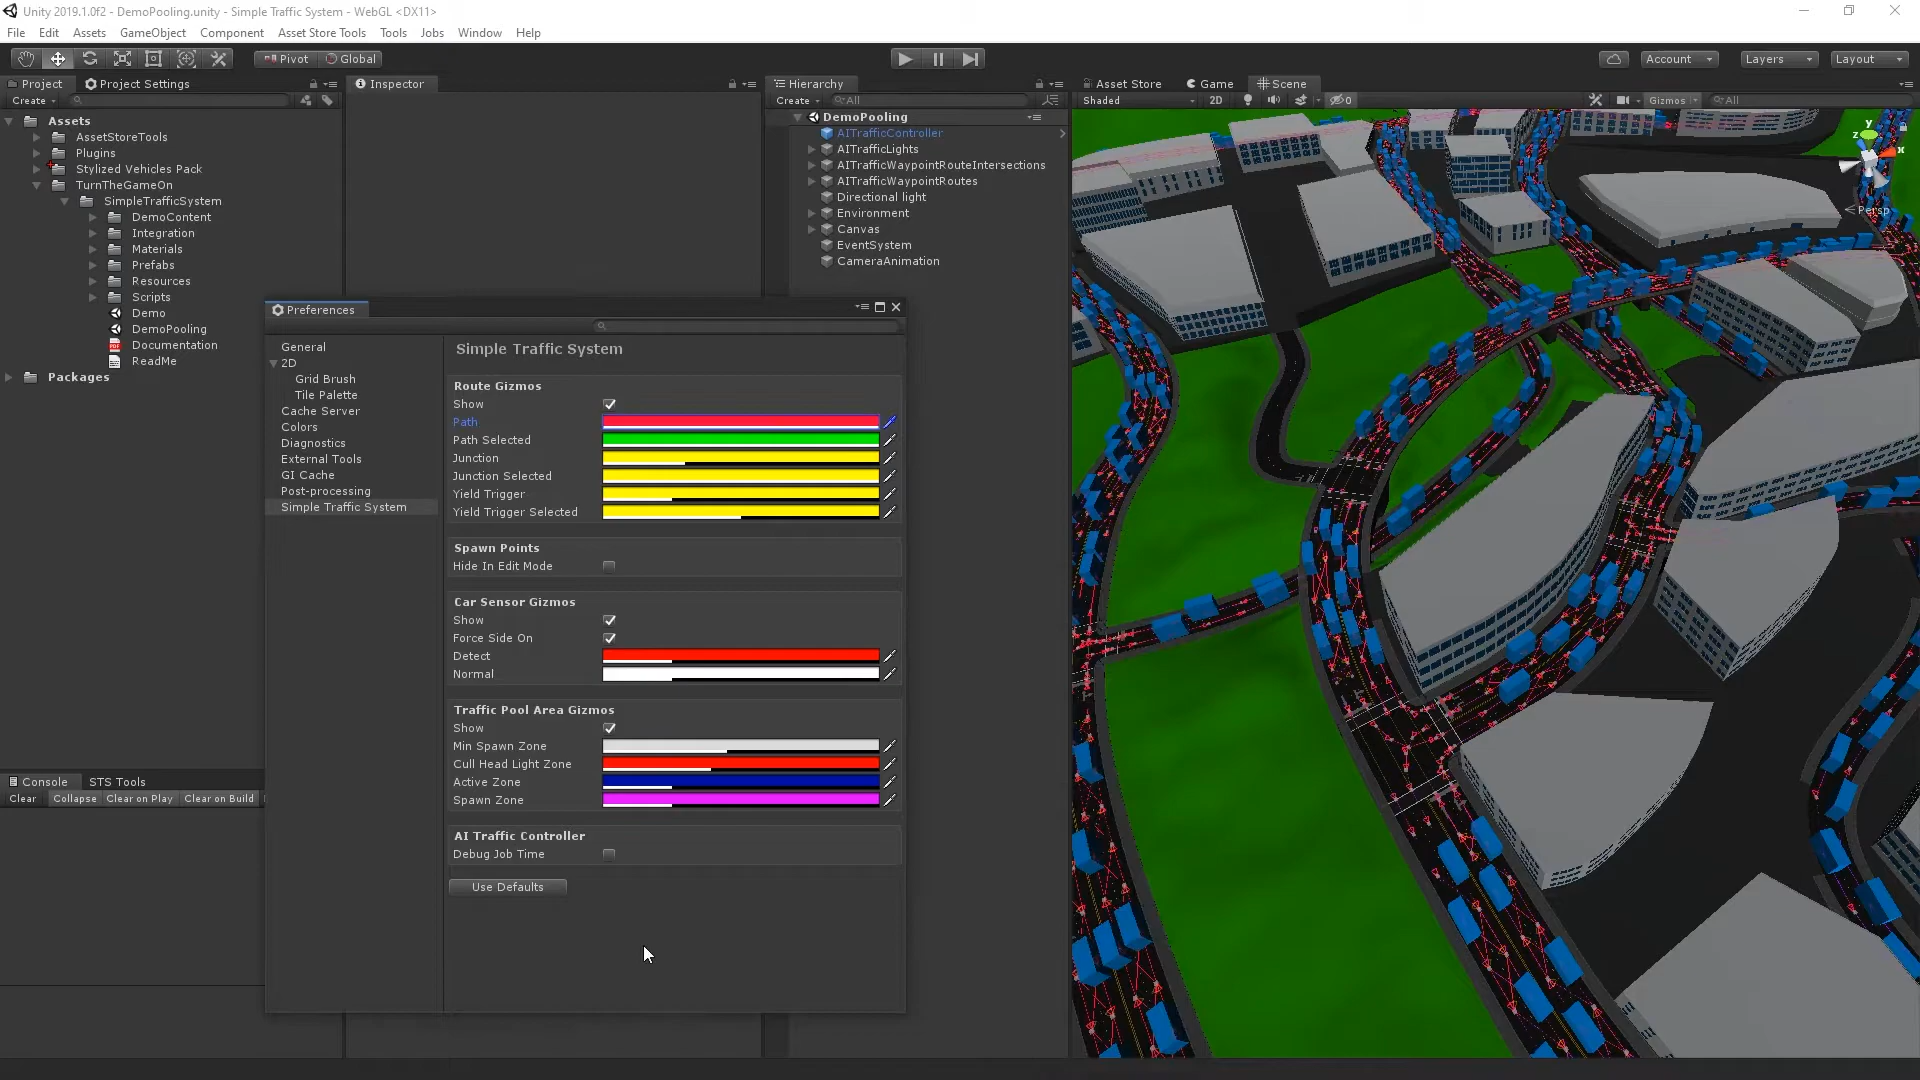 Unity 2019.1.0f2 - DemoPooling.unity - Simple Traffic System - WebGL <DX11>
File Edit Assets GameObject Component Asset Store Tools Tools Jobs Window Help
Pivot Global Account Layers Layout
Project Project Settings
Create
Assets
AssetStoreTools
Plugins
Stylized Vehicles Pack
TurnTheGameOn
SimpleTrafficSystem
DemoContent
Integration
Materials
Prefabs
Resources
Scripts
Demo
DemoPooling
Documentation
ReadMe
Packages
Inspector
Hierarchy
Create All
DemoPooling
AITrafficController
AITrafficLights
AITrafficWaypointRouteIntersections
AITrafficWaypointRoutes
Directional light
Environment
Canvas
EventSystem
CameraAnimation
Asset Store Game Scene
Shaded 2D 0 Gizmos All
y
z x
Persp
Preferences
General
2D
Grid Brush
Tile Palette
Cache Server
Colors
Diagnostics
External Tools
GI Cache
Post-processing
Simple Traffic System
Simple Traffic System
Route Gizmos
Show
Path
Path Selected
Junction
Junction Selected
Yield Trigger
Yield Trigger Selected
Spawn Points
Hide In Edit Mode
Car Sensor Gizmos
Show
Force Side On
Detect
Normal
Traffic Pool Area Gizmos
Show
Min Spawn Zone
Cull Head Light Zone
Active Zone
Spawn Zone
AI Traffic Controller
Debug Job Time
Use Defaults
Console STS Tools
Clear Collapse Clear on Play Clear on Build